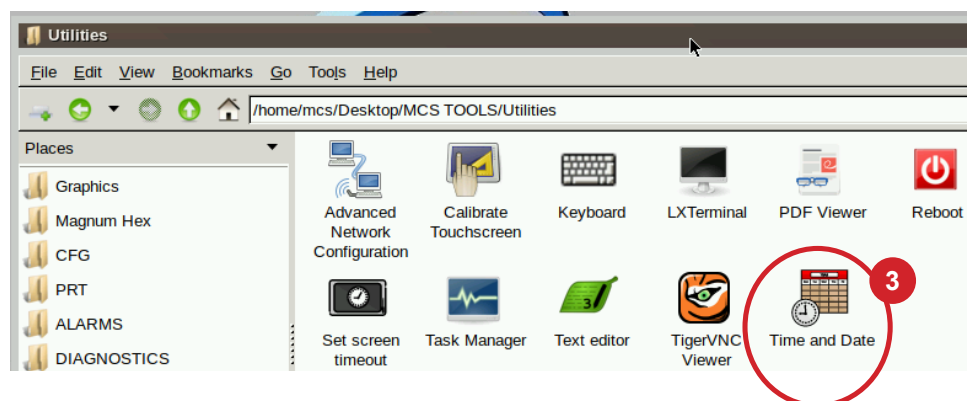 Utilities
File Edit View Bookmarks Go Tools Help
/home/mcs/Desktop/MCS TOOLS/Utilities
Places
Graphics
Magnum Hex
CFG
PRT
ALARMS
DIAGNOSTICS
Advanced Network Configuration
Calibrate Touchscreen
Keyboard
LXTerminal
PDF Viewer
Reboot
Set screen timeout
Task Manager
Text editor
TigerVNC Viewer
Time and Date
3